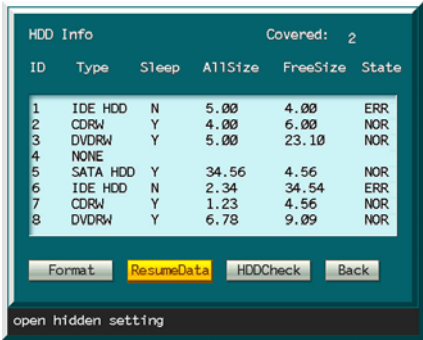 HDD Info Covered: 2
ID Type Sleep AllSize FreeSize State
1 IDE HDD N 5.00 4.00 ERR
2 CDRW Y 4.00 6.00 NOR
3 DVDRW Y 5.00 23.10 NOR
4 NONE
5 SATA HDD Y 34.56 4.56 NOR
6 IDE HDD N 2.34 34.54 ERR
7 CDRW Y 1.23 4.56 NOR
8 DVDRW Y 6.78 9.09 NOR
Format ResumeData HDDCheck Back
open hidden setting